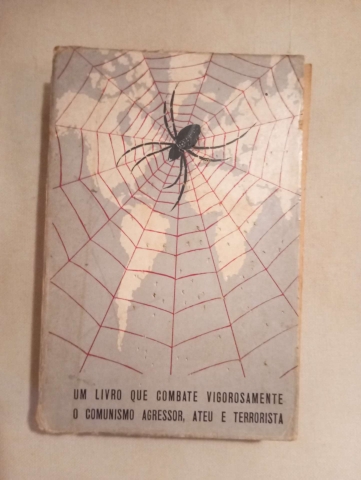 UM LIVRO QUE COMBATE VIGOROSAMENTE
O COMUNISMO AGRESSOR, ATEU E TERRORISTA